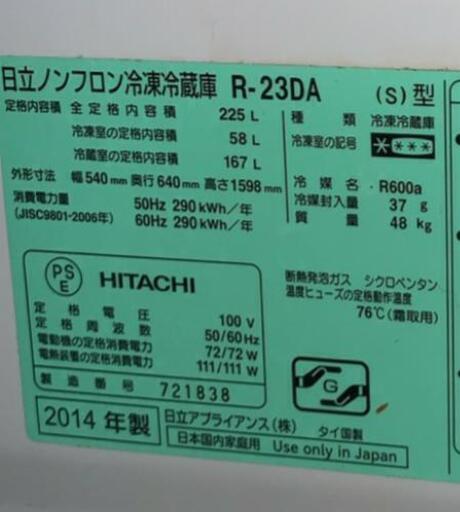 日立ノンフロン冷凍冷蔵庫 R-23DA (S)型
定格内容積 全定格内容積 225 L
冷凍室の定格内容積 58 L
冷蔵室の定格内容積 167 L
外形寸法 幅540mm 奥行640mm 高さ1598mm
消費電力量 50Hz 290kWh/年
(JISC9801-2006年) 60Hz 290kWh/年
種類 冷凍冷蔵庫
冷凍室の記号 ****
冷媒名 R600a
冷媒封入量 37 g
質量 48 kg
断熱発泡ガス シクロペンタン
温度ヒューズの定格動作温度
76℃(霜取用)
PS
E
HITACHI
定格電圧 100 V
定格周波数 50/60Hz
電動機の定格消費電力 72/72 W
電熱装置の定格消費電力 111/111 W
製造番号 721838
G
2014年製
日立アプライアンス(株) タイ国製
日本国内家庭用 Use only in Japan